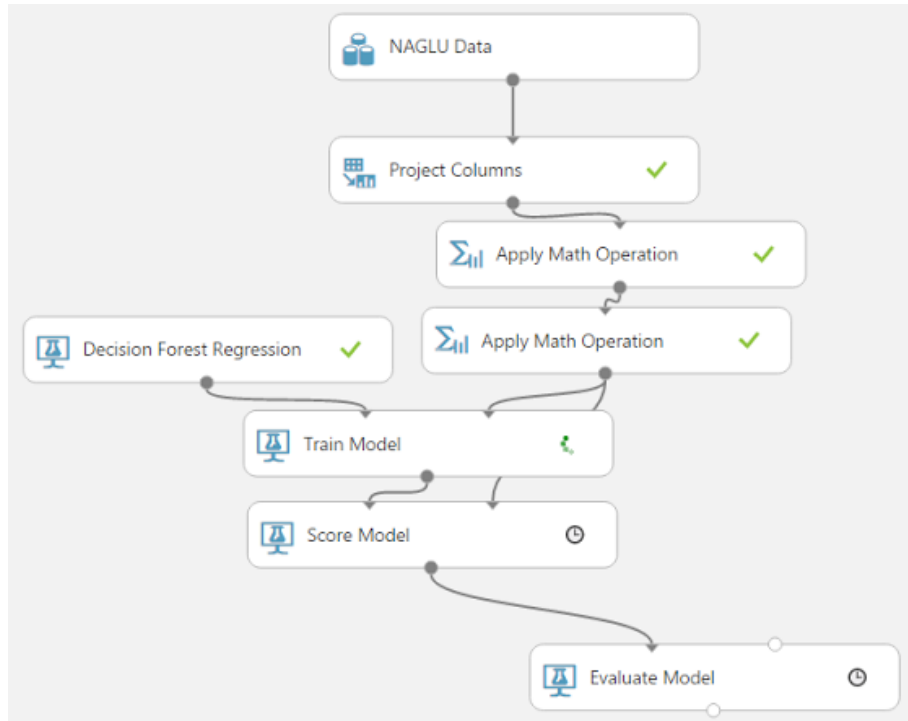 NAGLU Data
Project Columns
Apply Math Operation
Apply Math Operation
Decision Forest Regression
Train Model
Score Model
Evaluate Model